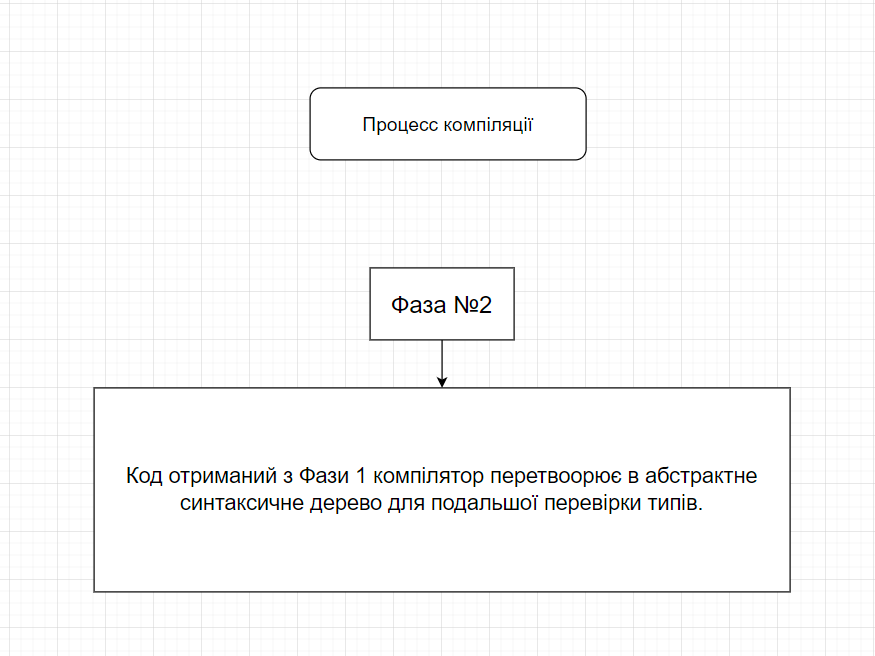 Процесс компіляції
Фаза №2
Код отриманий з Фази 1 компілятор перетвоорює в абстрактне
синтаксичне дерево для подальшої перевірки типів.